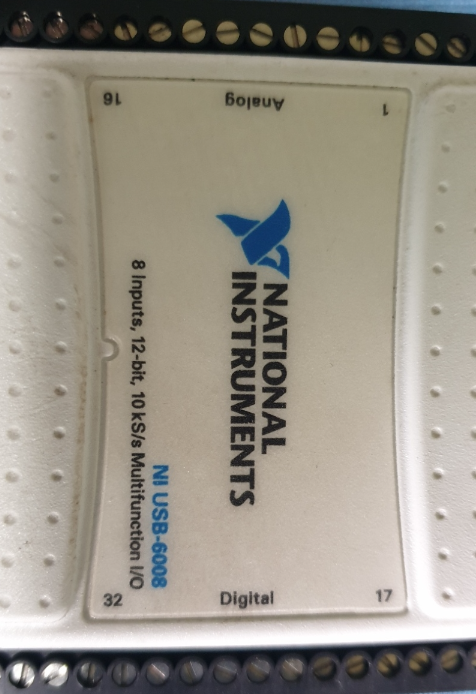 16 Analog 1
NATIONAL
INSTRUMENTS
NI USB-6008
8 Inputs, 12-bit, 10 kS/s Multifunction I/O
32 Digital 17